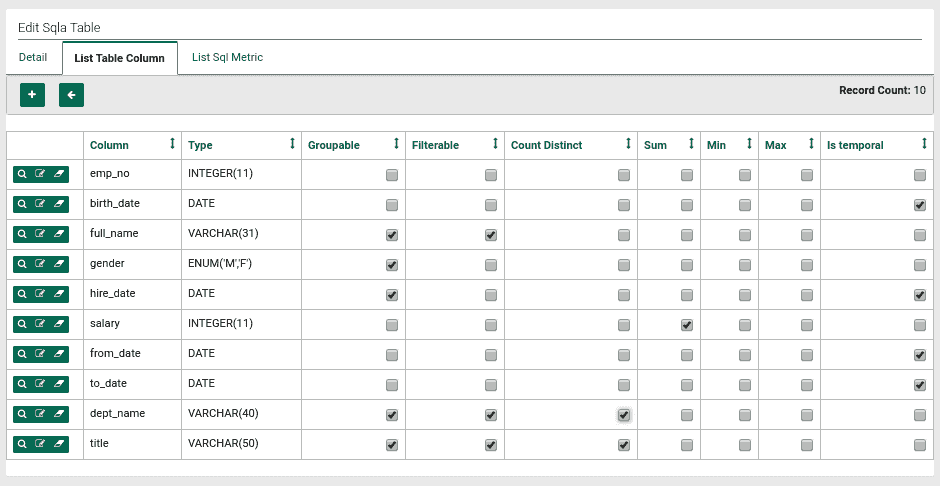 Edit Sqla Table
Detail List Table Column List Sql Metric
+ Record Count: 10
Column Type Groupable Filterable Count Distinct Sum Min Max Is temporal
emp_no INTEGER(11)
birth_date DATE
full_name VARCHAR(31)
gender ENUM('M','F')
hire_date DATE
salary INTEGER(11)
from_date DATE
to_date DATE
dept_name VARCHAR(40)
title VARCHAR(50)